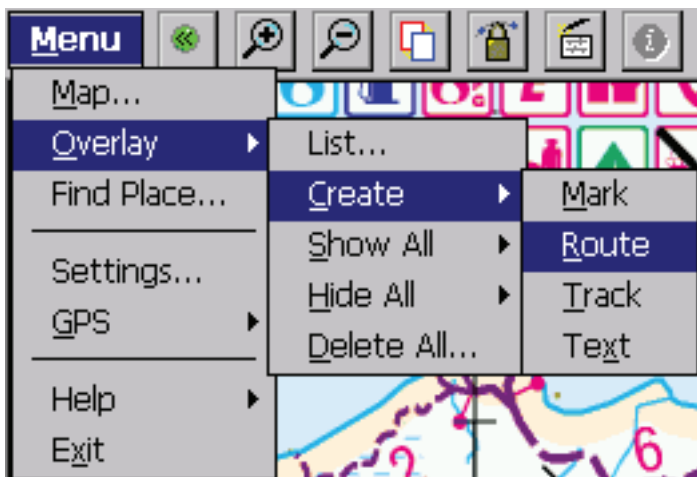 Menu
Map...
Overlay
Find Place...
Settings...
GPS
Help
Exit
List...
Create
Show All
Hide All
Delete All...
Mark
Route
Track
Text
2
6